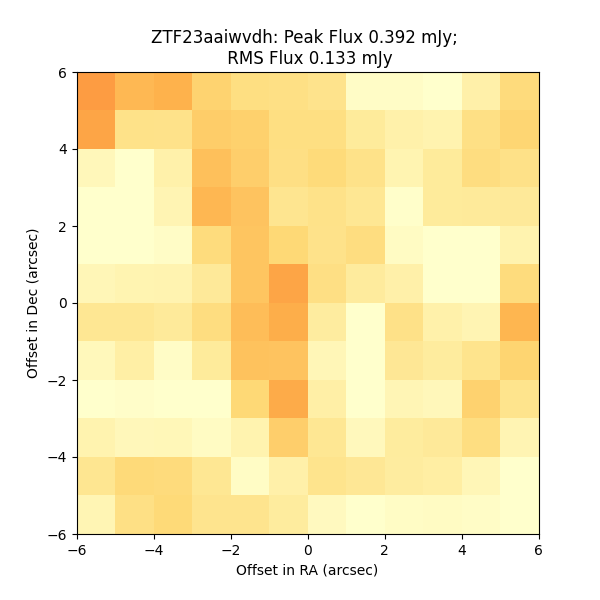 ZTF23aaiwvdh: Peak Flux 0.392 mJy;
RMS Flux 0.133 mJy
6
4
2
0
−2
−4
−6
Offset in Dec (arcsec)
−6 −4 −2 0 2 4 6
Offset in RA (arcsec)